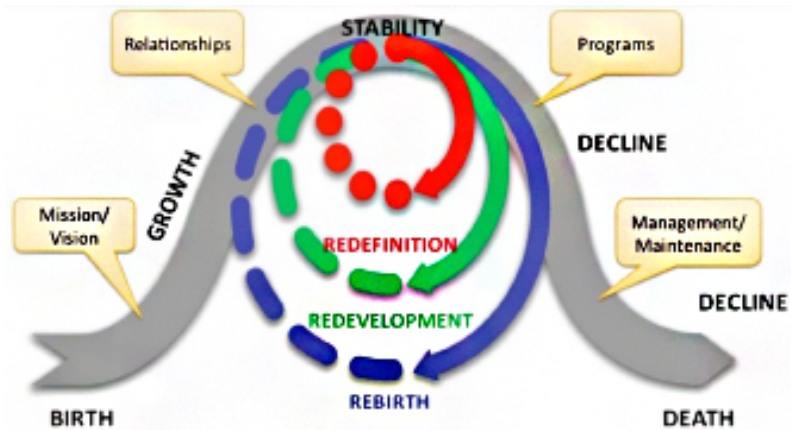 STABILITY
Relationships
Programs
GROWTH
DECLINE
Mission/
Vision
Management/
Maintenance
REDEFINITION
DECLINE
REDEVELOPMENT
REBIRTH
BIRTH
DEATH